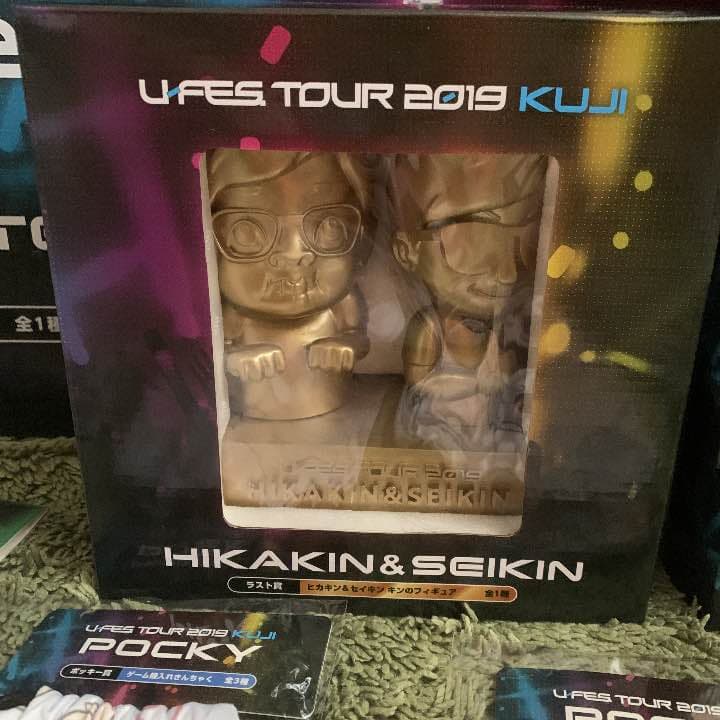 U-FES. TOUR 2019 KUJI
全1種
U-FES. TOUR 2019
HIKAKIN&SEIKIN
HIKAKIN & SEIKIN
ラスト賞 ヒカキン&セイキン キンのフィギュア 全1種
U-FES. TOUR 2019 KUJI
POCKY
ポッキー賞 ゲーム機入れきんちゃく 全3種
U-FES. TOUR 2019